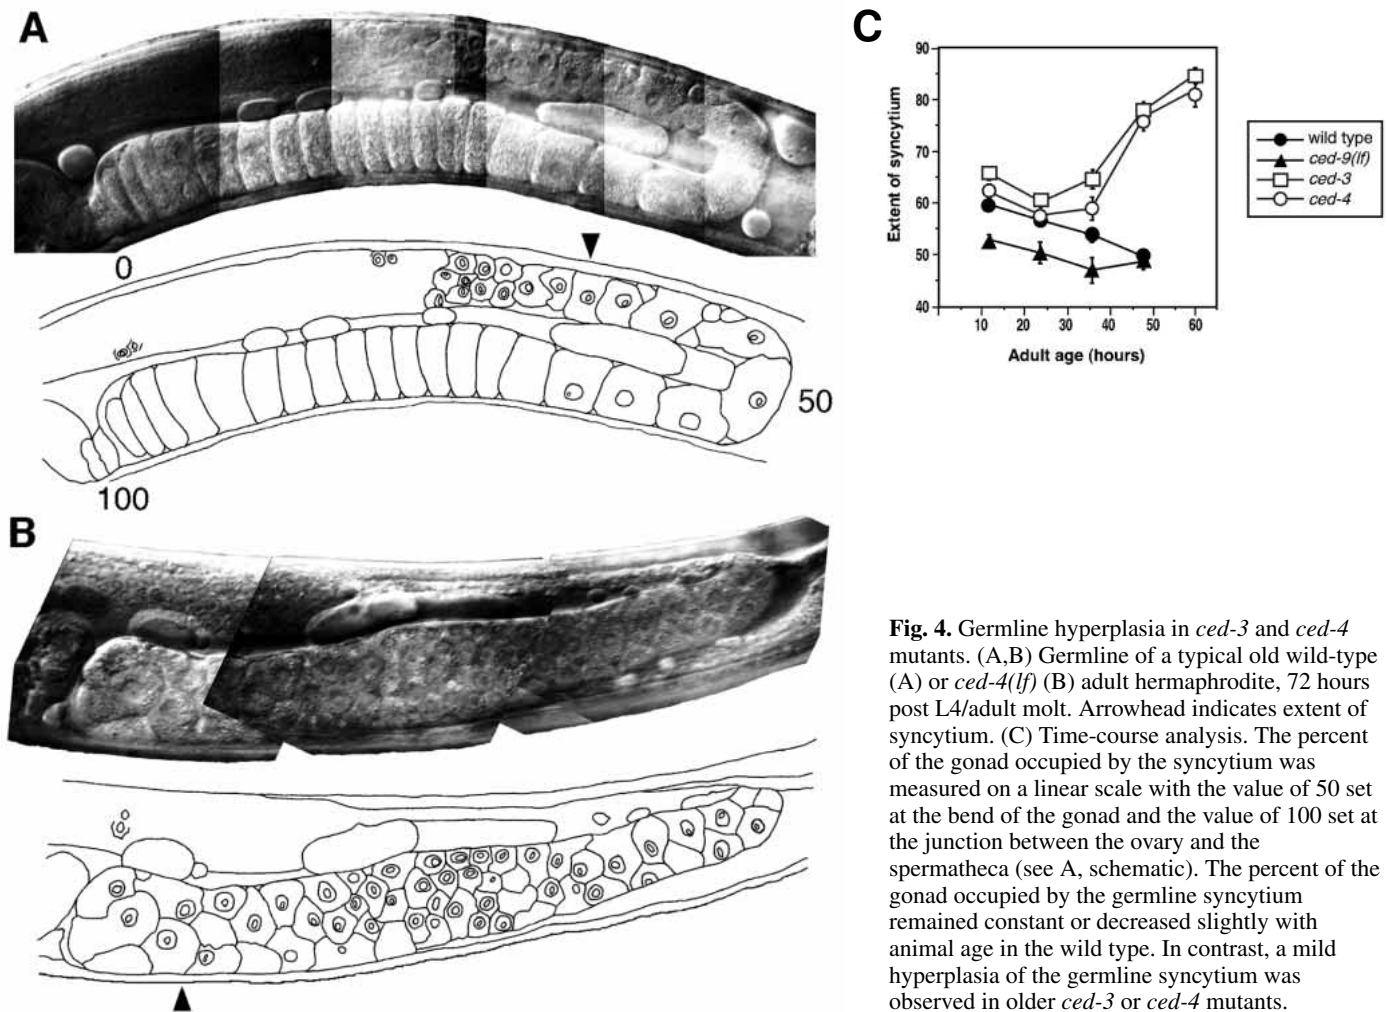 A
0
50
100
B
C
90
80
70
60
50
40
10 20 30 40 50 60
Extent of syncytium
Adult age (hours)
wild type
ced-9(lf)
ced-3
ced-4
Fig. 4. Germline hyperplasia in ced-3 and ced-4
mutants. (A,B) Germline of a typical old wild-type
(A) or ced-4(lf) (B) adult hermaphrodite, 72 hours
post L4/adult molt. Arrowhead indicates extent of
syncytium. (C) Time-course analysis. The percent
of the gonad occupied by the syncytium was
measured on a linear scale with the value of 50 set
at the bend of the gonad and the value of 100 set at
the junction between the ovary and the
spermatheca (see A, schematic). The percent of the
gonad occupied by the germline syncytium
remained constant or decreased slightly with
animal age in the wild type. In contrast, a mild
hyperplasia of the germline syncytium was
observed in older ced-3 or ced-4 mutants.